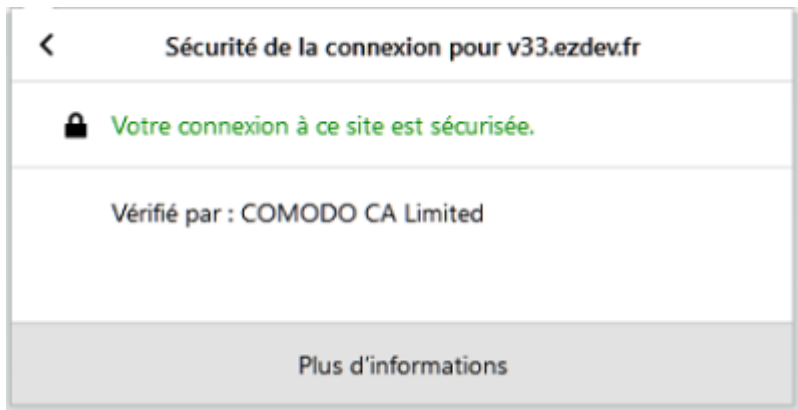 Sécurité de la connexion pour v33.ezdev.fr
Votre connexion à ce site est sécurisée.
Vérifié par : COMODO CA Limited
Plus d’informations